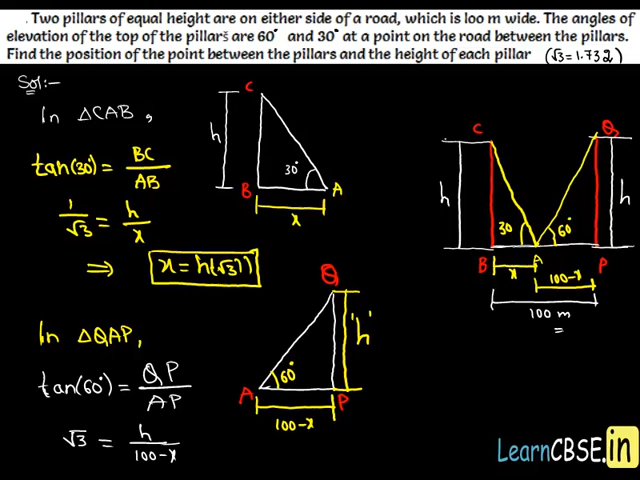 Two pillars of equal height are on either side of a road, which is 100 m wide. The angles of
elevation of the top of the pillars are 60° and 30° at a point on the road between the pillars.
Find the position of the point between the pillars and the height of each pillar (√3=1.732)
Sol:-
In ΔCAB,
tan(30°) = BC/AB
1/√3 = h/x
⇒ x = h(√3)
In ΔQAP,
tan(60°) = QP/AP
√3 = h/100-x
C
h
30°
B
A
x
Q
'h'
60°
A
P
100-x
C
Q
h
h
30
60°
B
A
P
x
100-x
100 m
=
LearnCBSE.in